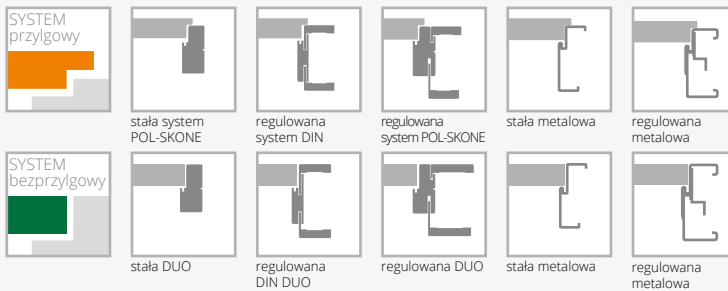 SYSTEM
przylgowy
stała system
POL-SKONE
regulowana
system DIN
regulowana
system POL-SKONE
stała metalowa
regulowana
metalowa
SYSTEM
bezprzylgowy
stała DUO
regulowana
DIN DUO
regulowana DUO
stała metalowa
regulowana
metalowa